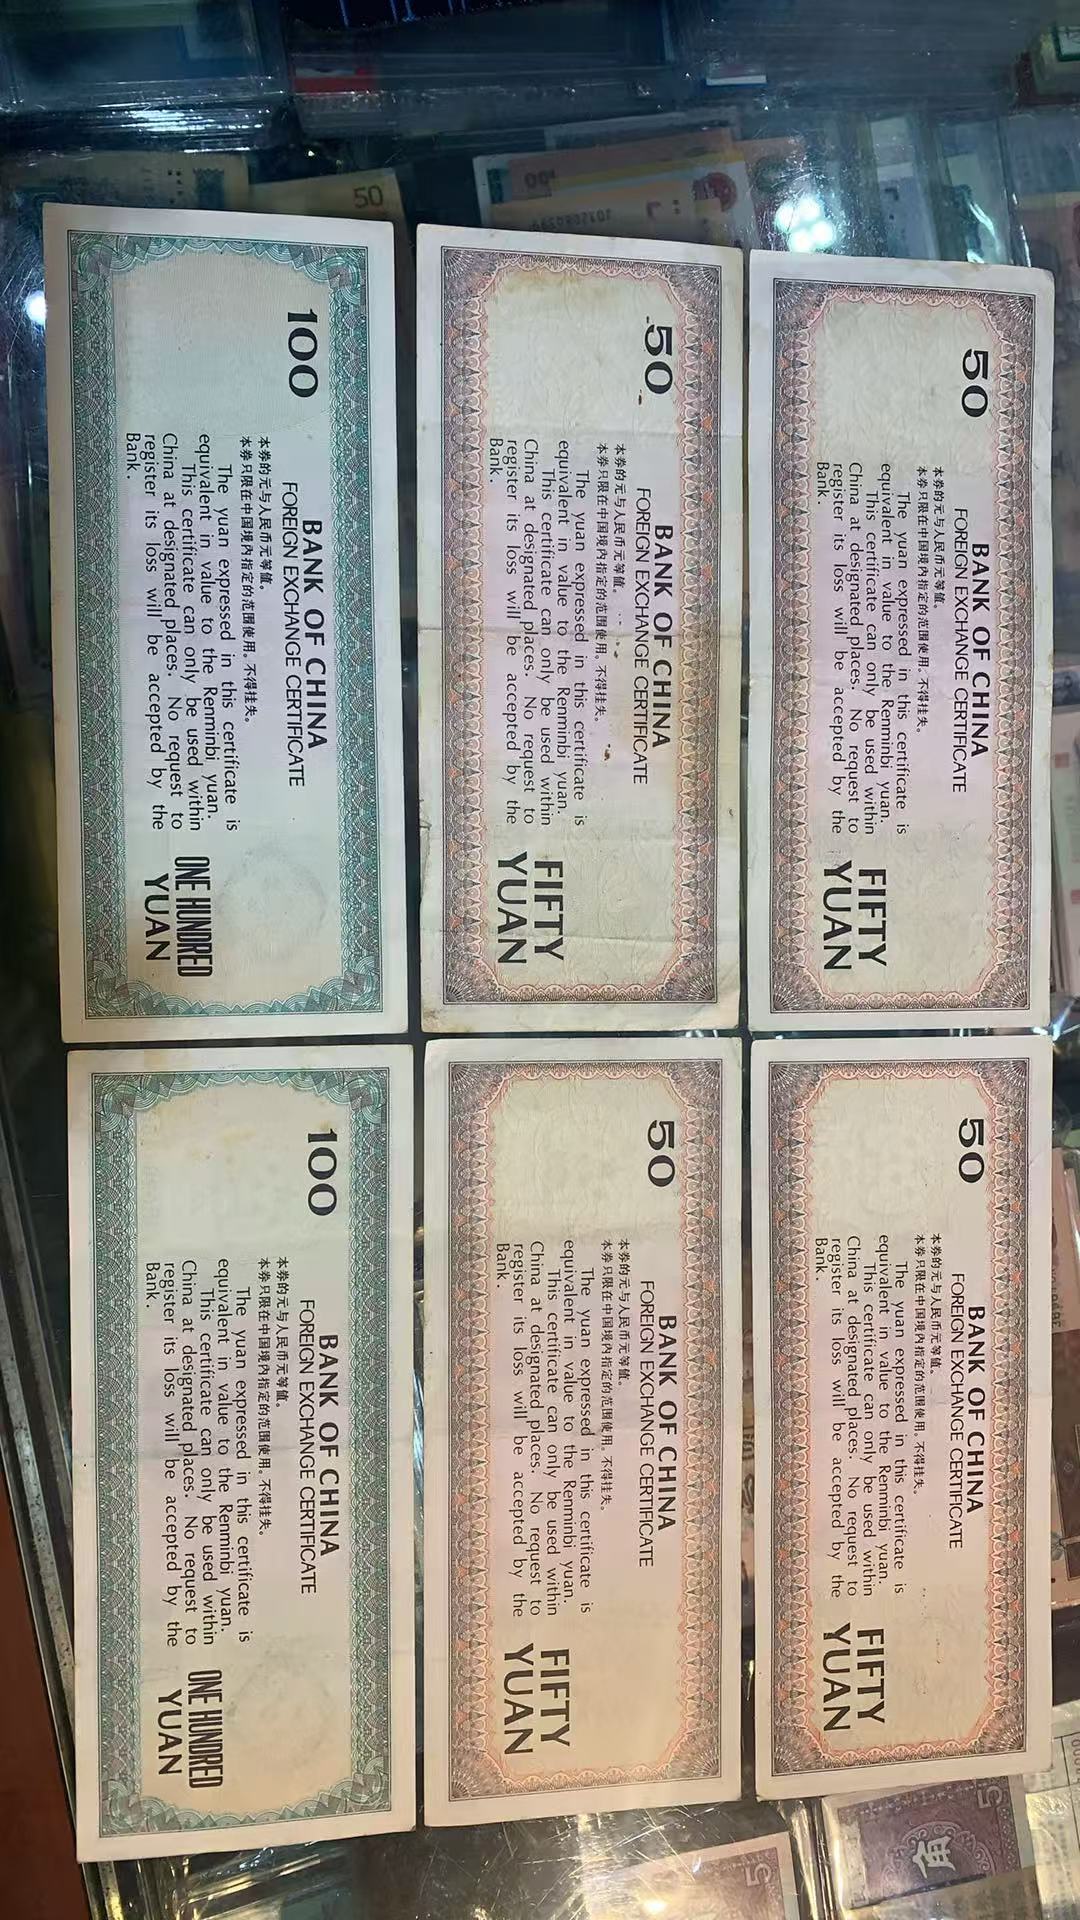 100
BANK OF CHINA
FOREIGN EXCHANGE CERTIFICATE
本券的元与人民币元等值。
本券只限在中国境内指定的范围使用。不得挂失。
The yuan expressed in this certificate is
equivalent in value to the Renminbi yuan.
This certificate can only be used within
China at designated places. No request to
register its loss will be accepted by the
Bank.
ONE HUNDRED
YUAN
50
BANK OF CHINA
FOREIGN EXCHANGE CERTIFICATE
本券的元与人民币元等值。
本券只限在中国境内指定的范围使用。不得挂失。
The yuan expressed in this certificate is
equivalent in value to the Renminbi yuan.
This certificate can only be used within
China at designated places. No request to
register its loss will be accepted by the
Bank.
FIFTY
YUAN
50
BANK OF CHINA
FOREIGN EXCHANGE CERTIFICATE
本券的元与人民币元等值。
本券只限在中国境内指定的范围使用。不得挂失。
The yuan expressed in this certificate is
equivalent in value to the Renminbi yuan.
This certificate can only be used within
China at designated places. No request to
register its loss will be accepted by the
Bank.
FIFTY
YUAN
100
BANK OF CHINA
FOREIGN EXCHANGE CERTIFICATE
本券的元与人民币元等值。
本券只限在中国境内指定的范围使用。不得挂失。
The yuan expressed in this certificate is
equivalent in value to the Renminbi yuan.
This certificate can only be used within
China at designated places. No request to
register its loss will be accepted by the
Bank.
ONE HUNDRED
YUAN
50
BANK OF CHINA
FOREIGN EXCHANGE CERTIFICATE
本券的元与人民币元等值。
本券只限在中国境内指定的范围使用。不得挂失。
The yuan expressed in this certificate is
equivalent in value to the Renminbi yuan.
This certificate can only be used within
China at designated places. No request to
register its loss will be accepted by the
Bank.
FIFTY
YUAN
50
BANK OF CHINA
FOREIGN EXCHANGE CERTIFICATE
本券的元与人民币元等值。
本券只限在中国境内指定的范围使用。不得挂失。
The yuan expressed in this certificate is
equivalent in value to the Renminbi yuan.
This certificate can only be used within
China at designated places. No request to
register its loss will be accepted by the
Bank.
FIFTY
YUAN
50
100
角
5
5